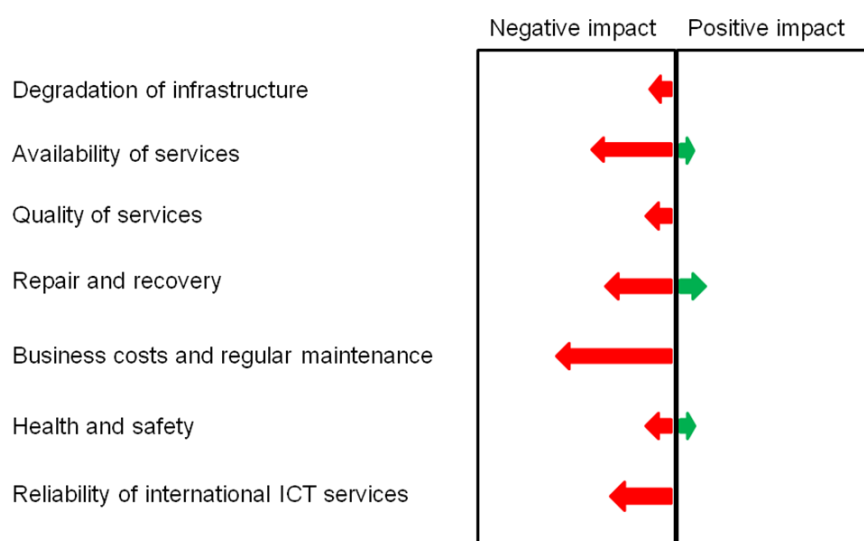 Negative impact Positive impact
Degradation of infrastructure
Availability of services
Quality of services
Repair and recovery
Business costs and regular maintenance
Health and safety
Reliability of international ICT services